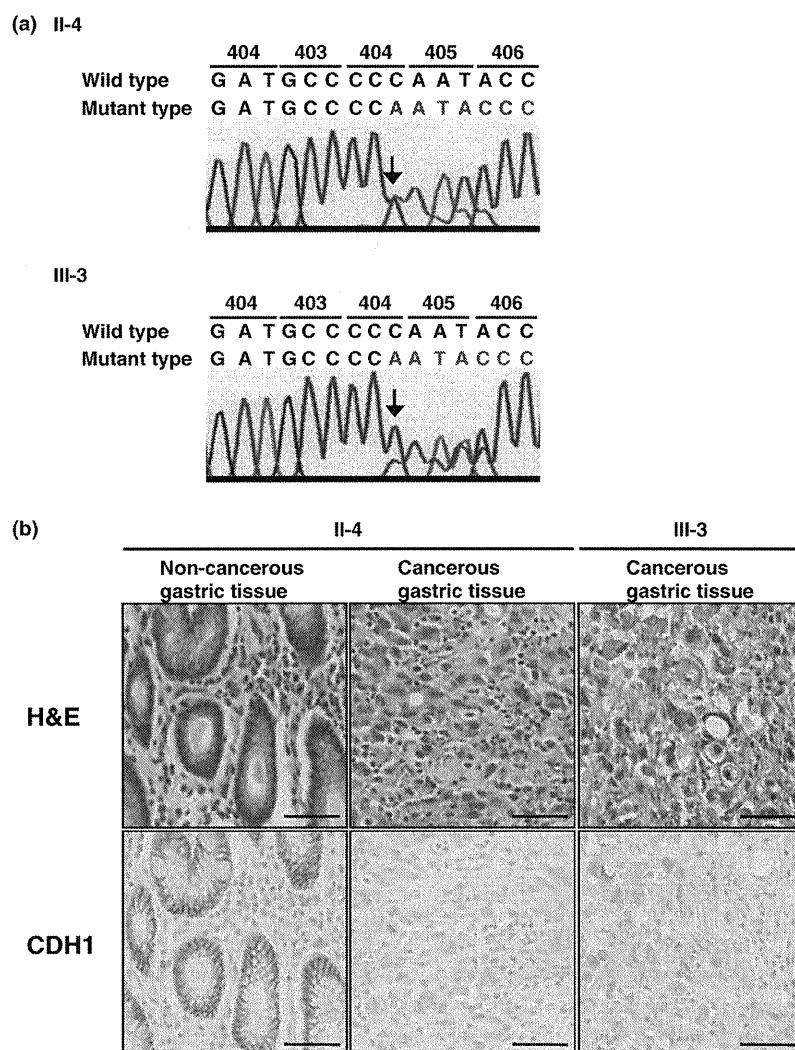 (a) II-4
404 403 404 405 406
Wild type G A T G C C C C C A A T A C C
Mutant type G A T G C C C C A A T A C C C
III-3
404 403 404 405 406
Wild type G A T G C C C C C A A T A C C
Mutant type G A T G C C C C A A T A C C C
(b) II-4 III-3
Non-cancerous gastric tissue
Cancerous gastric tissue
Cancerous gastric tissue
H&E
CDH1